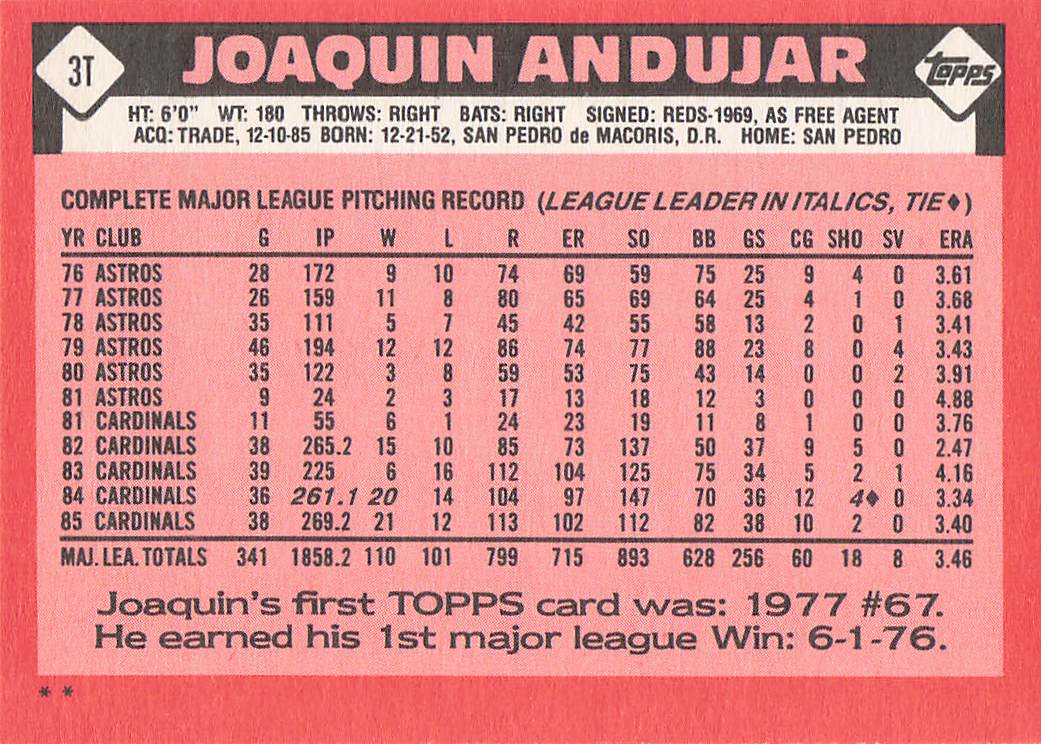 3T
JOAQUIN ANDUJAR
Topps
HT: 6'0" WT: 180 THROWS: RIGHT BATS: RIGHT SIGNED: REDS-1969, AS FREE AGENT
ACQ: TRADE, 12-10-85 BORN: 12-21-52, SAN PEDRO de MACORIS, D.R. HOME: SAN PEDRO
COMPLETE MAJOR LEAGUE PITCHING RECORD (LEAGUE LEADER IN ITALICS, TIE♦)
YR CLUB G IP W L R ER SO BB GS CG SHO SV ERA
76 ASTROS 28 172 9 10 74 69 59 75 25 9 4 0 3.61
77 ASTROS 26 159 11 8 80 65 69 64 25 4 1 0 3.68
78 ASTROS 35 111 5 7 45 42 55 58 13 2 0 1 3.41
79 ASTROS 46 194 12 12 86 74 77 88 23 8 0 4 3.43
80 ASTROS 35 122 3 8 59 53 75 43 14 0 0 2 3.91
81 ASTROS 9 24 2 3 17 13 18 12 3 0 0 0 4.88
81 CARDINALS 11 55 6 1 24 23 19 11 8 1 0 0 3.76
82 CARDINALS 38 265.2 15 10 85 73 137 50 37 9 5 0 2.47
83 CARDINALS 39 225 6 16 112 104 125 75 34 5 2 1 4.16
84 CARDINALS 36 261.1 20 14 104 97 147 70 36 12 4♦ 0 3.34
85 CARDINALS 38 269.2 21 12 113 102 112 82 38 10 2 0 3.40
MAJ. LEA. TOTALS 341 1858.2 110 101 799 715 893 628 256 60 18 8 3.46
Joaquin's first TOPPS card was: 1977 #67.
He earned his 1st major league Win: 6-1-76.
* *